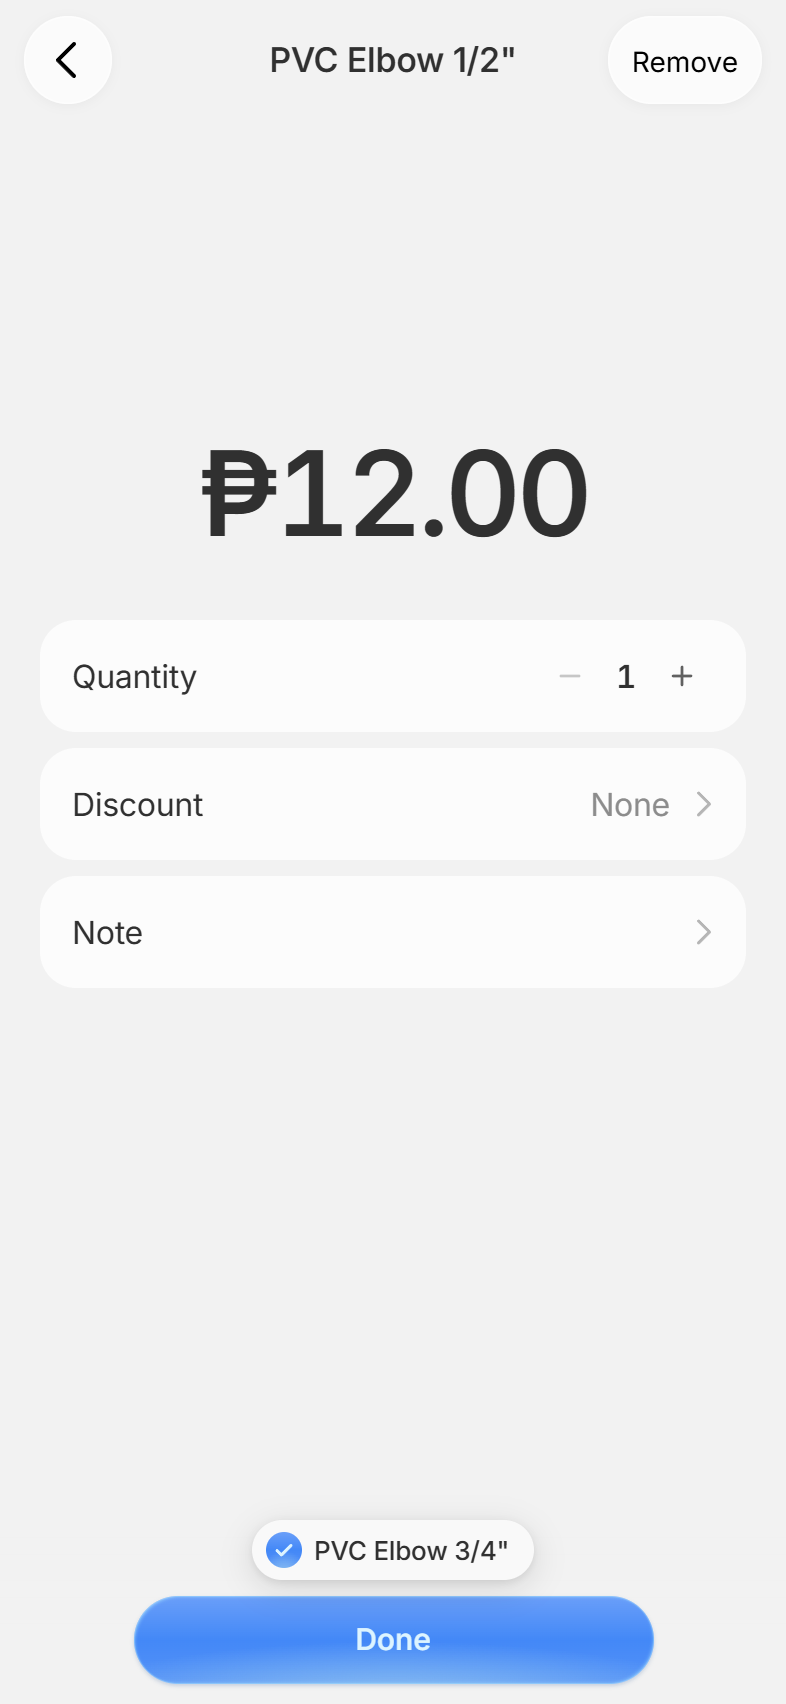 PVC Elbow 1/2"
Remove
₱12.00
Quantity
1
Discount
None
Note
PVC Elbow 3/4"
Done